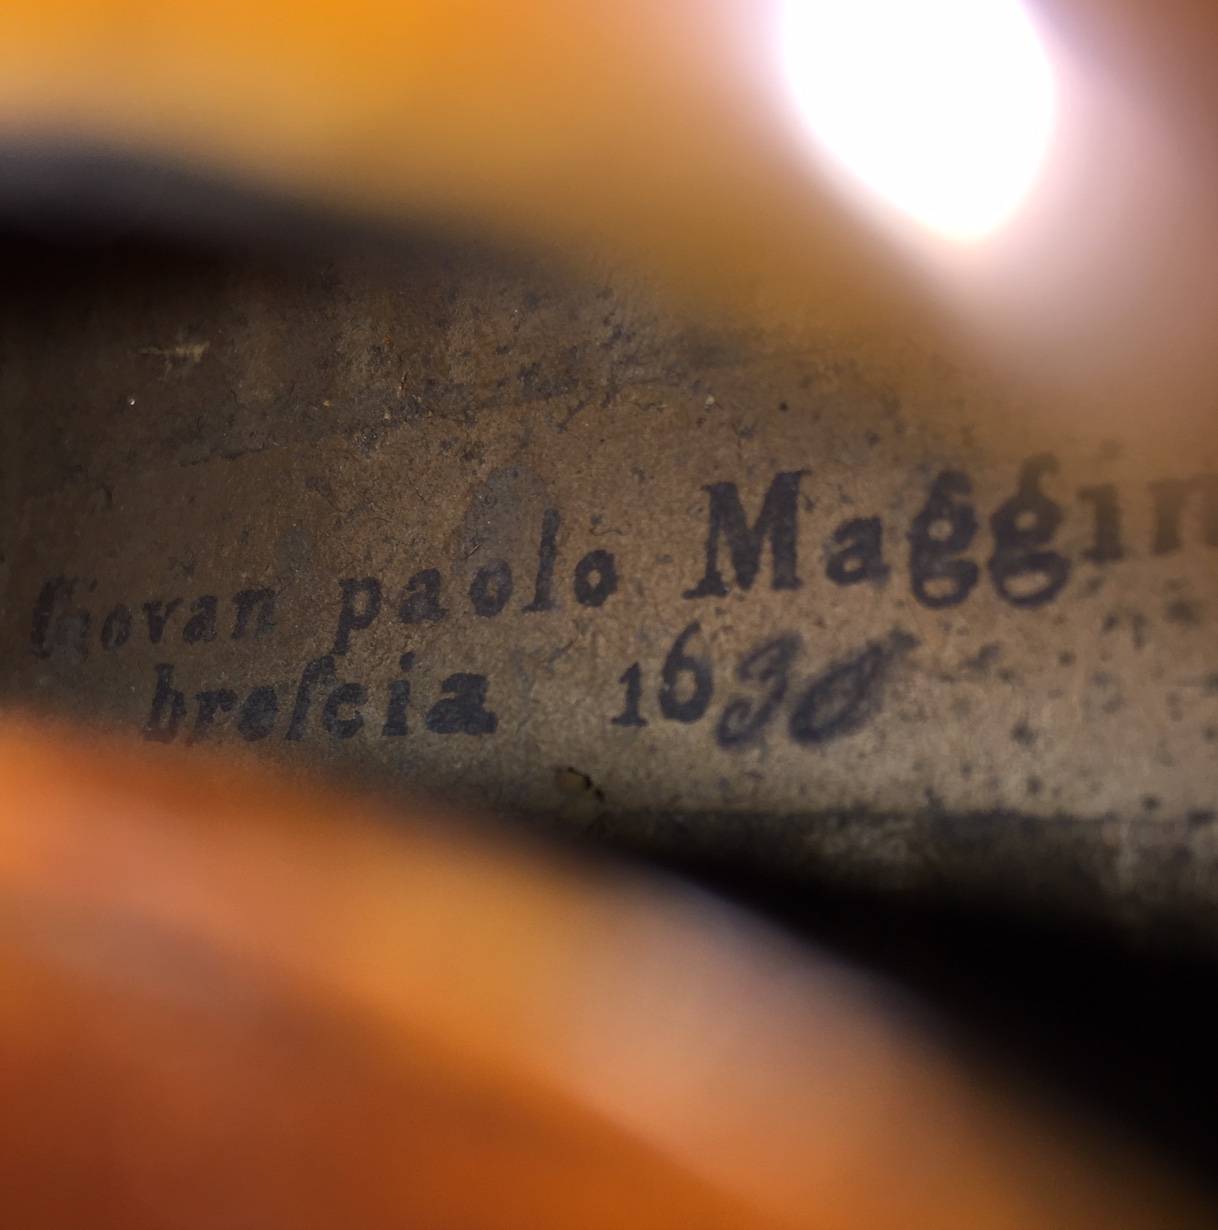 Giovan paolo Maggin
breſcia 1630